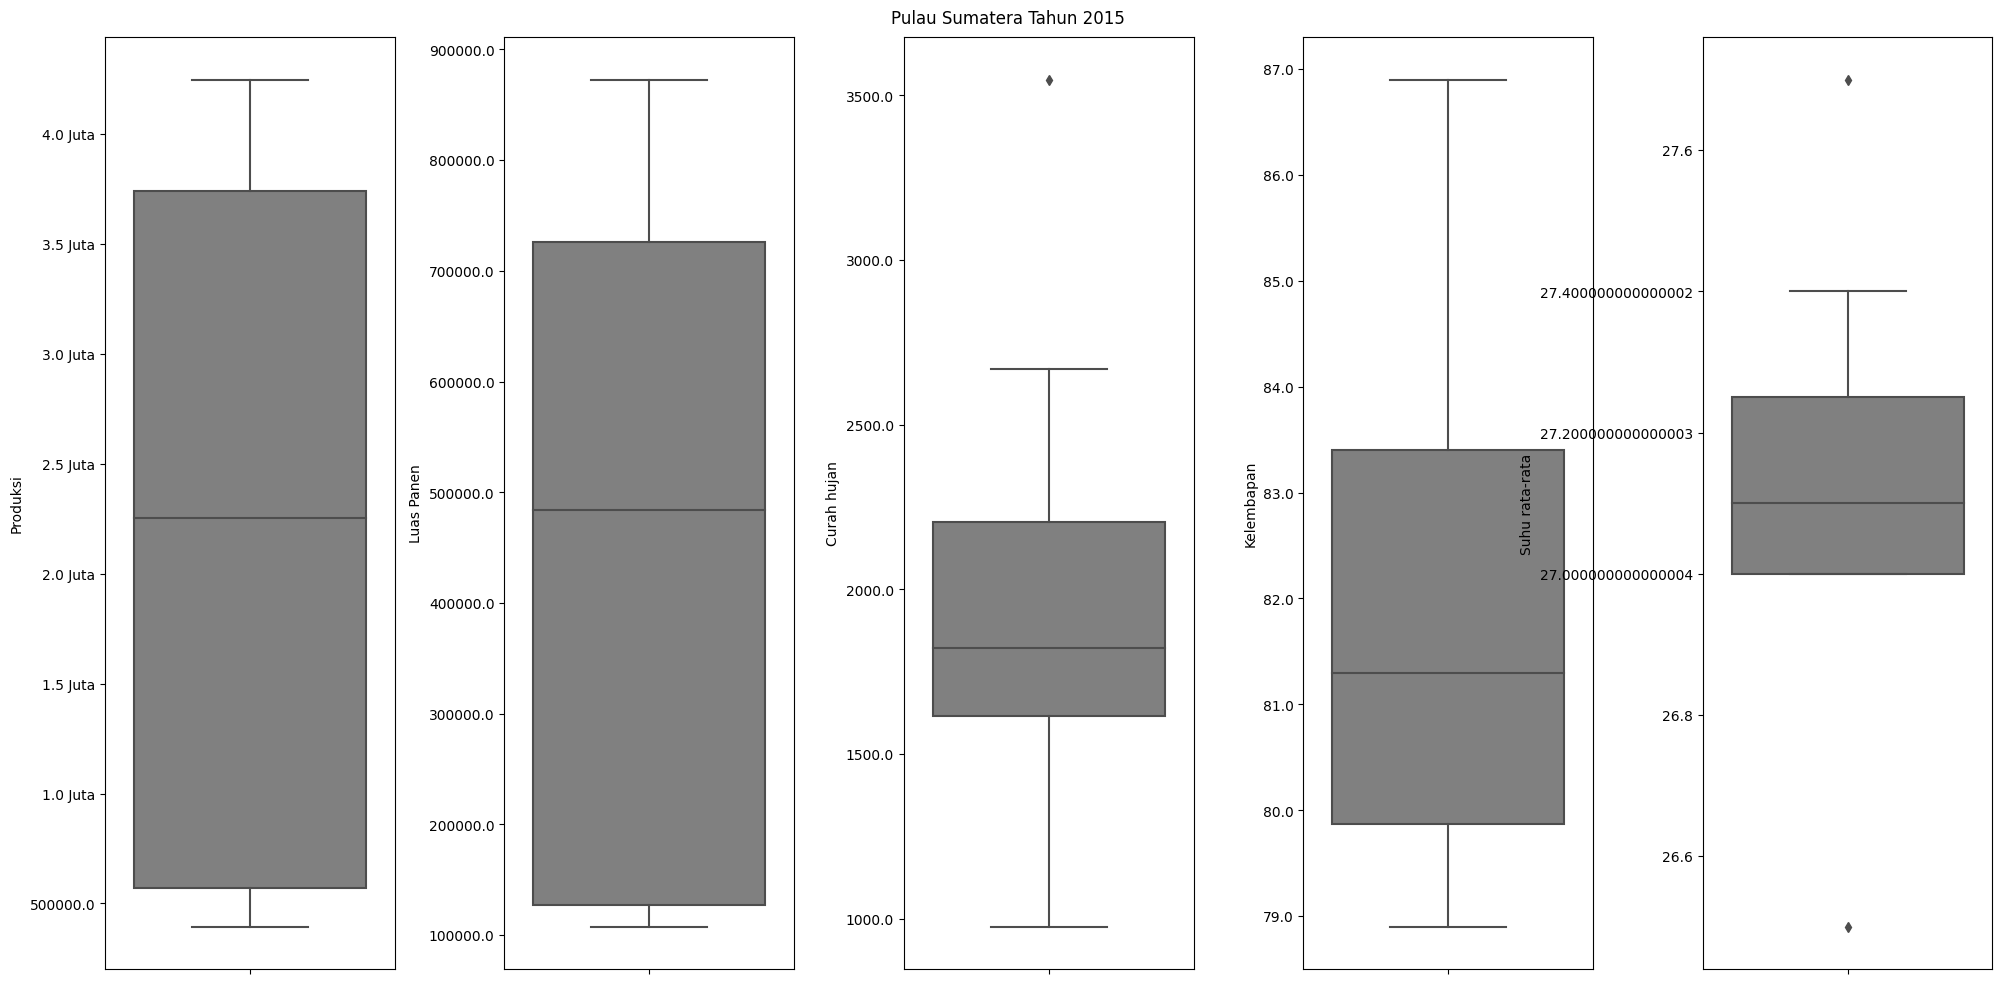 Pulau Sumatera Tahun 2015
Produksi
4.0 Juta
3.5 Juta
3.0 Juta
2.5 Juta
2.0 Juta
1.5 Juta
1.0 Juta
500000.0
Luas Panen
900000.0
800000.0
700000.0
600000.0
500000.0
400000.0
300000.0
200000.0
100000.0
Curah hujan
3500.0
3000.0
2500.0
2000.0
1500.0
1000.0
Kelembapan
87.0
86.0
85.0
84.0
83.0
82.0
81.0
80.0
79.0
Suhu rata-rata
27.6
27.400000000000002
27.200000000000003
27.000000000000004
26.8
26.6